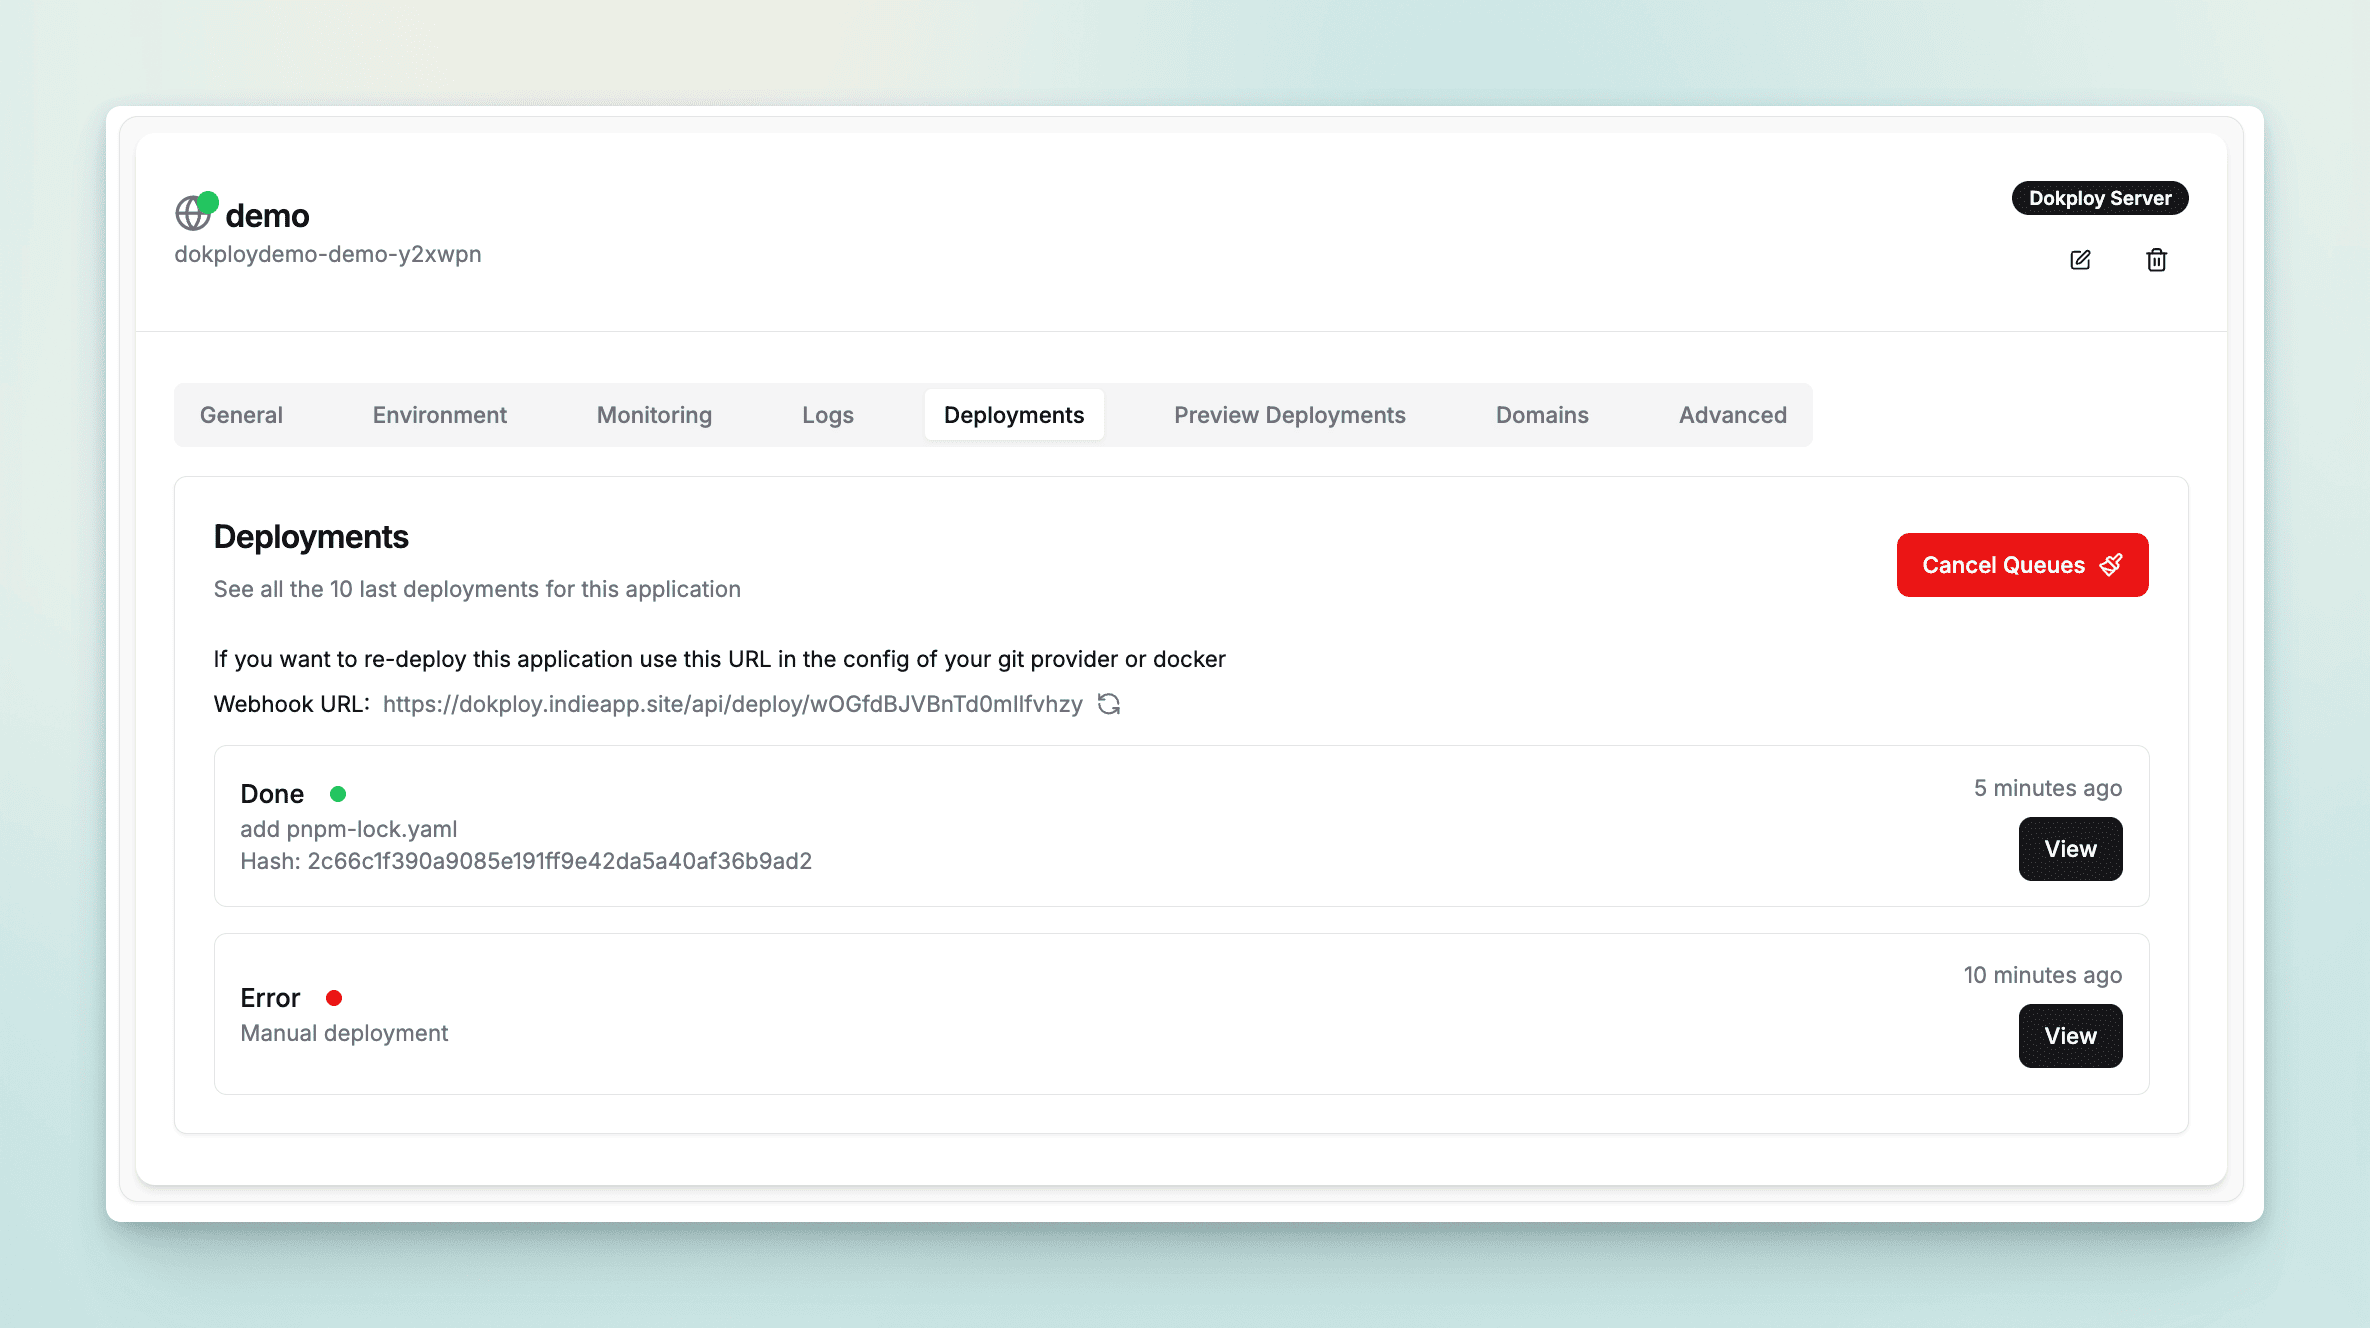 demo
dokploydemo-demo-y2xwpn
Dokploy Server
General Environment Monitoring Logs Deployments Preview Deployments Domains Advanced
Deployments
See all the 10 last deployments for this application
Cancel Queues
If you want to re-deploy this application use this URL in the config of your git provider or docker
Webhook URL: https://dokploy.indieapp.site/api/deploy/wOGfdBJVBnTd0mIlfvhzy
Done
add pnpm-lock.yaml
Hash: 2c66c1f390a9085e191ff9e42da5a40af36b9ad2
5 minutes ago
View
Error
Manual deployment
10 minutes ago
View